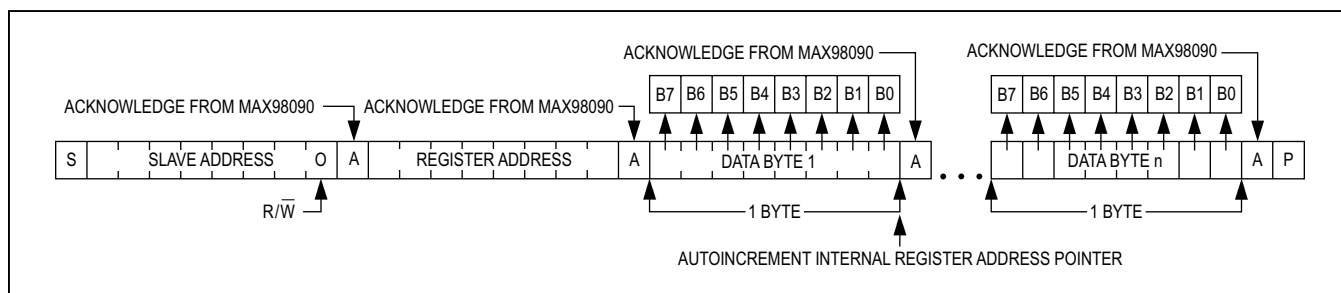 ACKNOWLEDGE FROM MAX98090
ACKNOWLEDGE FROM MAX98090
B7 B6 B5 B4 B3 B2 B1 B0
B7 B6 B5 B4 B3 B2 B1 B0
ACKNOWLEDGE FROM MAX98090
ACKNOWLEDGE FROM MAX98090
S SLAVE ADDRESS O A REGISTER ADDRESS A DATA BYTE 1 A ... DATA BYTE n A P
R/W̅
1 BYTE
1 BYTE
AUTOINCREMENT INTERNAL REGISTER ADDRESS POINTER